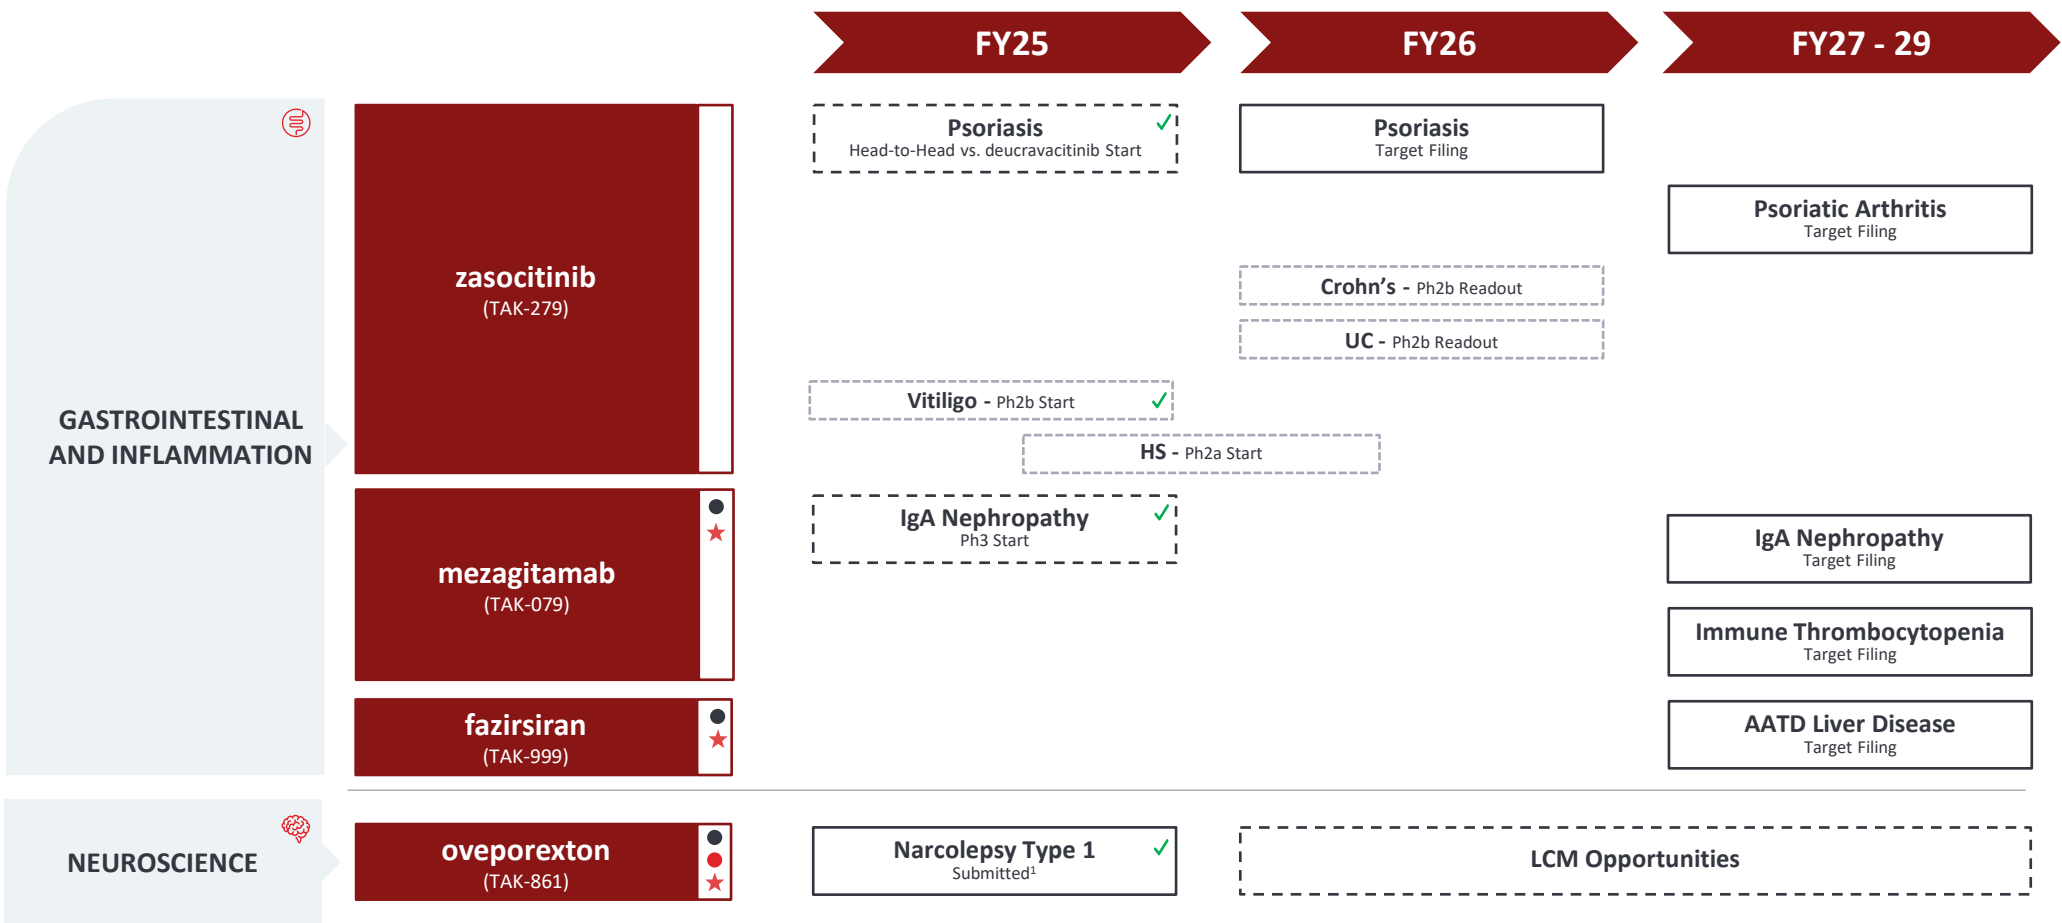 FY25
FY26
FY27 - 29
GASTROINTESTINAL
AND INFLAMMATION
zasocitinib
(TAK-279)
Psoriasis
Head-to-Head vs. deucravacitinib Start
Psoriasis
Target Filing
Psoriatic Arthritis
Target Filing
Crohn’s - Ph2b Readout
UC - Ph2b Readout
Vitiligo - Ph2b Start
HS - Ph2a Start
mezagitamab
(TAK-079)
IgA Nephropathy
Ph3 Start
IgA Nephropathy
Target Filing
Immune Thrombocytopenia
Target Filing
fazirsiran
(TAK-999)
AATD Liver Disease
Target Filing
NEUROSCIENCE
oveporexton
(TAK-861)
Narcolepsy Type 1
Submitted¹
LCM Opportunities